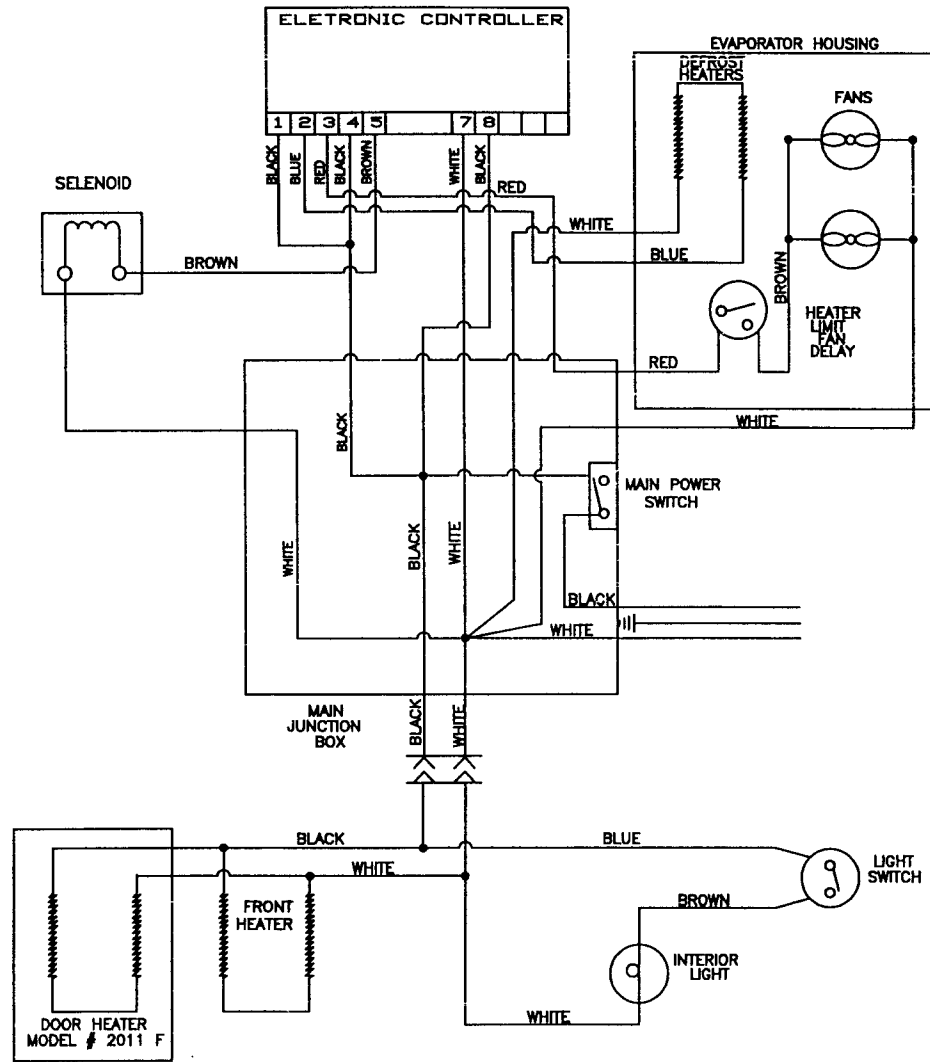 ELETRONIC CONTROLLER
1 2 3 4 5 7 8
BLACK
BLUE
RED
BLACK
BROWN
WHITE
BLACK
EVAPORATOR HOUSING
DEFROST
HEATERS
FANS
SELENOID
RED
WHITE
BROWN
BLUE
BROWN
HEATER
LIMIT
FAN
DELAY
RED
WHITE
BLACK
MAIN POWER
SWITCH
WHITE
BLACK
WHITE
BLACK
WHITE
MAIN
JUNCTION
BOX
BLACK
WHITE
BLACK
BLUE
WHITE
LIGHT
SWITCH
FRONT
HEATER
BROWN
INTERIOR
LIGHT
WHITE
DOOR HEATER
MODEL # 2011 F